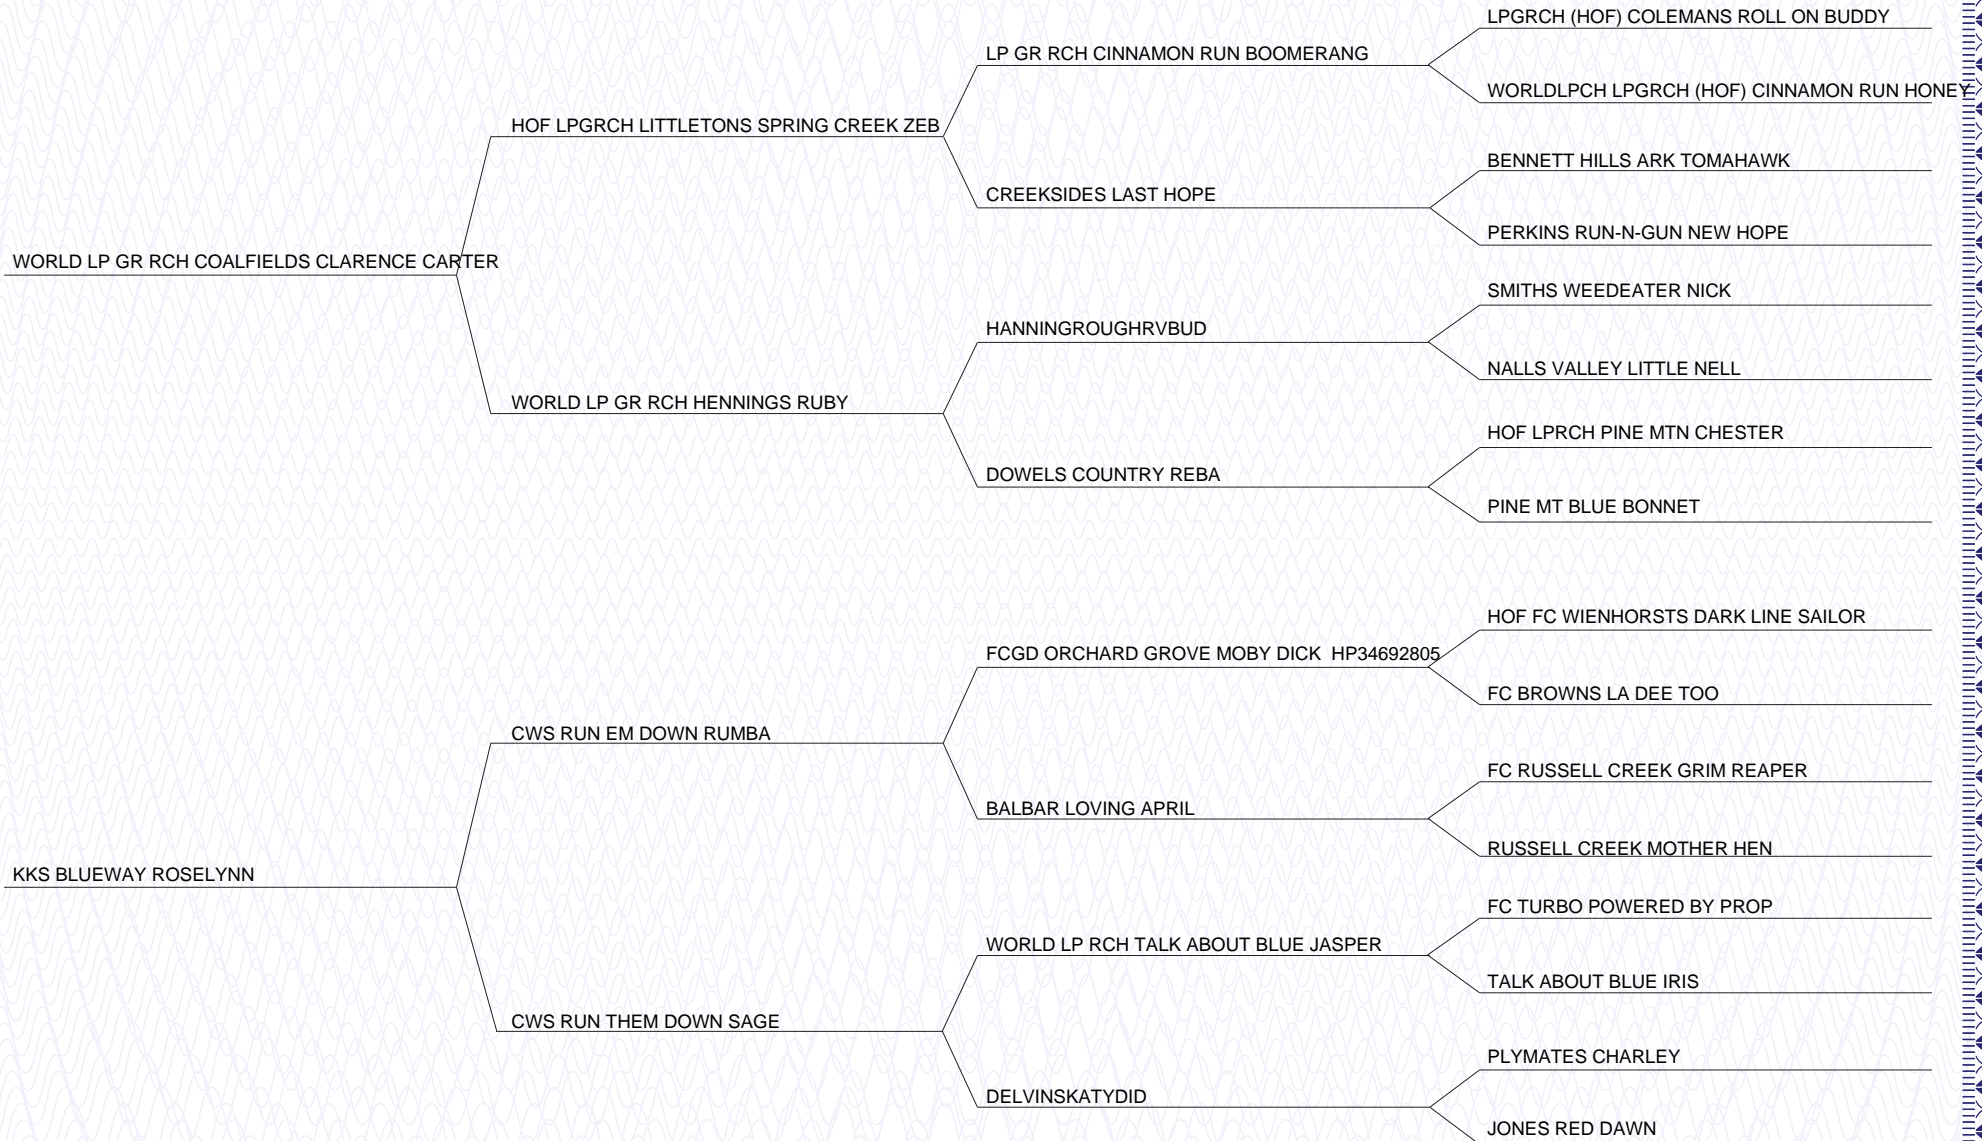 LPGRCH (HOF) COLEMANS ROLL ON BUDDY
LP GR RCH CINNAMON RUN BOOMERANG
WORLDLPCH LPGRCH (HOF) CINNAMON RUN HONEY
HOF LPGRCH LITTLETONS SPRING CREEK ZEB
BENNETT HILLS ARK TOMAHAWK
CREEKSIDES LAST HOPE
PERKINS RUN-N-GUN NEW HOPE
WORLD LP GR RCH COALFIELDS CLARENCE CARTER
SMITHS WEEDEATER NICK
HANNINGROUGHRVBUD
NALLS VALLEY LITTLE NELL
WORLD LP GR RCH HENNINGS RUBY
HOF LPRCH PINE MTN CHESTER
DOWELS COUNTRY REBA
PINE MT BLUE BONNET
HOF FC WIENHORSTS DARK LINE SAILOR
FCGD ORCHARD GROVE MOBY DICK  HP34692805
FC BROWNS LA DEE TOO
CWS RUN EM DOWN RUMBA
FC RUSSELL CREEK GRIM REAPER
BALBAR LOVING APRIL
RUSSELL CREEK MOTHER HEN
KKS BLUEWAY ROSELYNN
FC TURBO POWERED BY PROP
WORLD LP RCH TALK ABOUT BLUE JASPER
TALK ABOUT BLUE IRIS
CWS RUN THEM DOWN SAGE
PLYMATES CHARLEY
DELVINSKATYDID
JONES RED DAWN